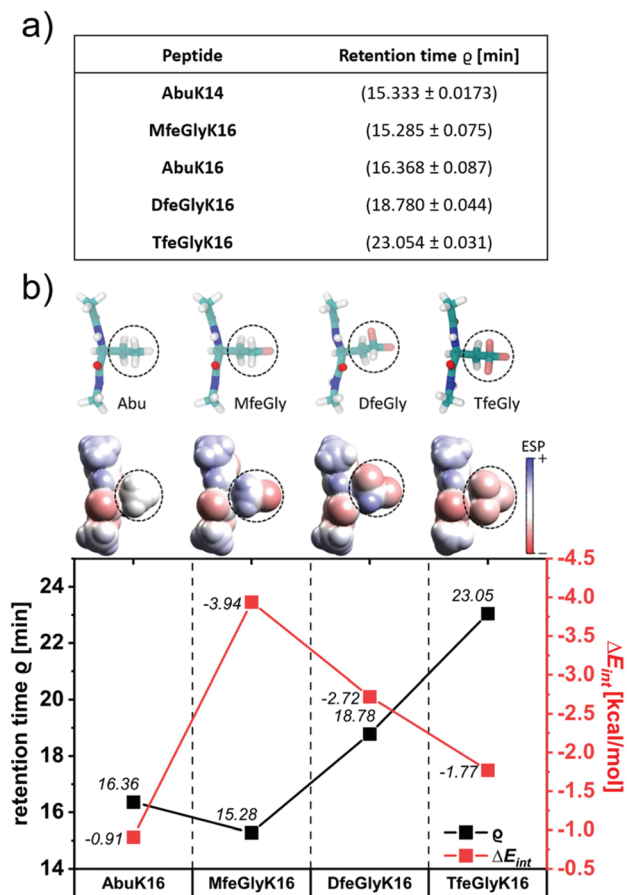 a)
Peptide Retention time ϱ [min]
AbuK14 (15.333 ± 0.0173)
MfeGlyK16 (15.285 ± 0.075)
AbuK16 (16.368 ± 0.087)
DfeGlyK16 (18.780 ± 0.044)
TfeGlyK16 (23.054 ± 0.031)
b)
Abu MfeGly DfeGly TfeGly
ESP
+
−
retention time ϱ [min]
24
22
20
18
16
14
16.36
-0.91
-3.94
15.28
-2.72
18.78
23.05
-1.77
ϱ
ΔE_int
-4.5
-4.0
-3.5
-3.0
-2.5
-2.0
-1.5
-1.0
-0.5
ΔE_int [kcal/mol]
AbuK16 MfeGlyK16 DfeGlyK16 TfeGlyK16